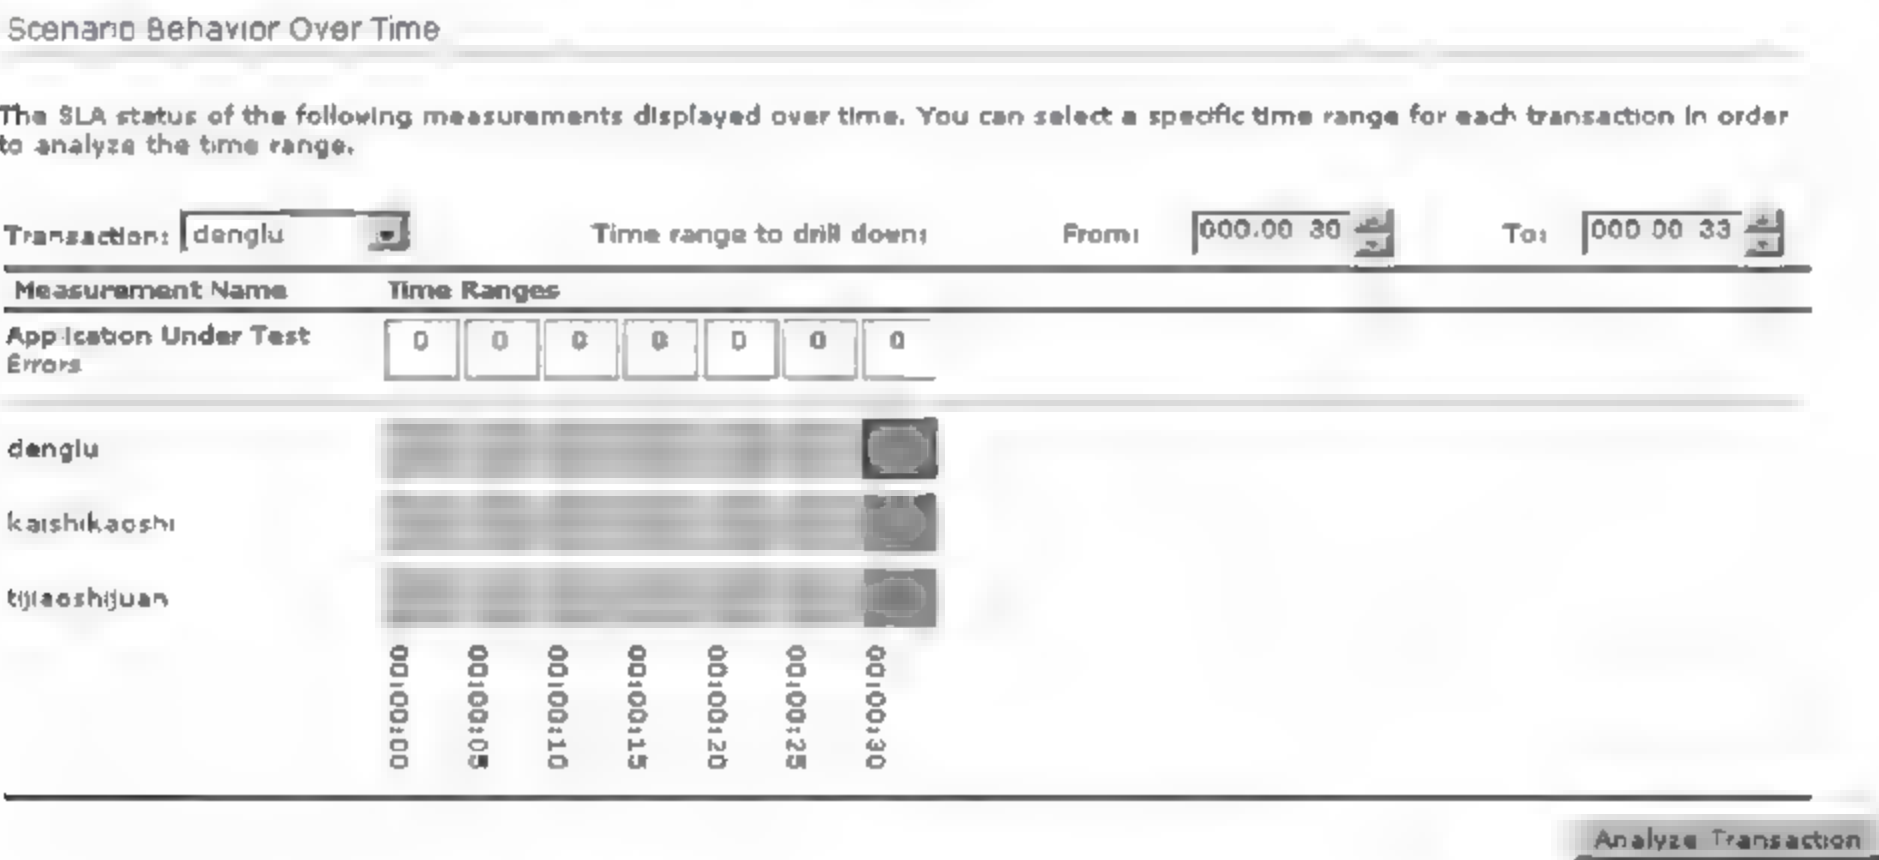 Scenario Behavior Over Time
The SLA status of the following measurements displayed over time. You can select a specific time range for each transaction in order
to analyze the time range.
Transaction: denglu Time range to drill down: From: 000:00 30 To: 000 00 33
Measurement Name Time Ranges
Application Under Test
Errors
0 0 0 0 0 0 0
denglu
kaishikaoshi
tijiaoshijuan
00:00:00 00:00:05 00:00:10 00:00:15 00:00:20 00:00:25 00:00:30
Analyze Transaction